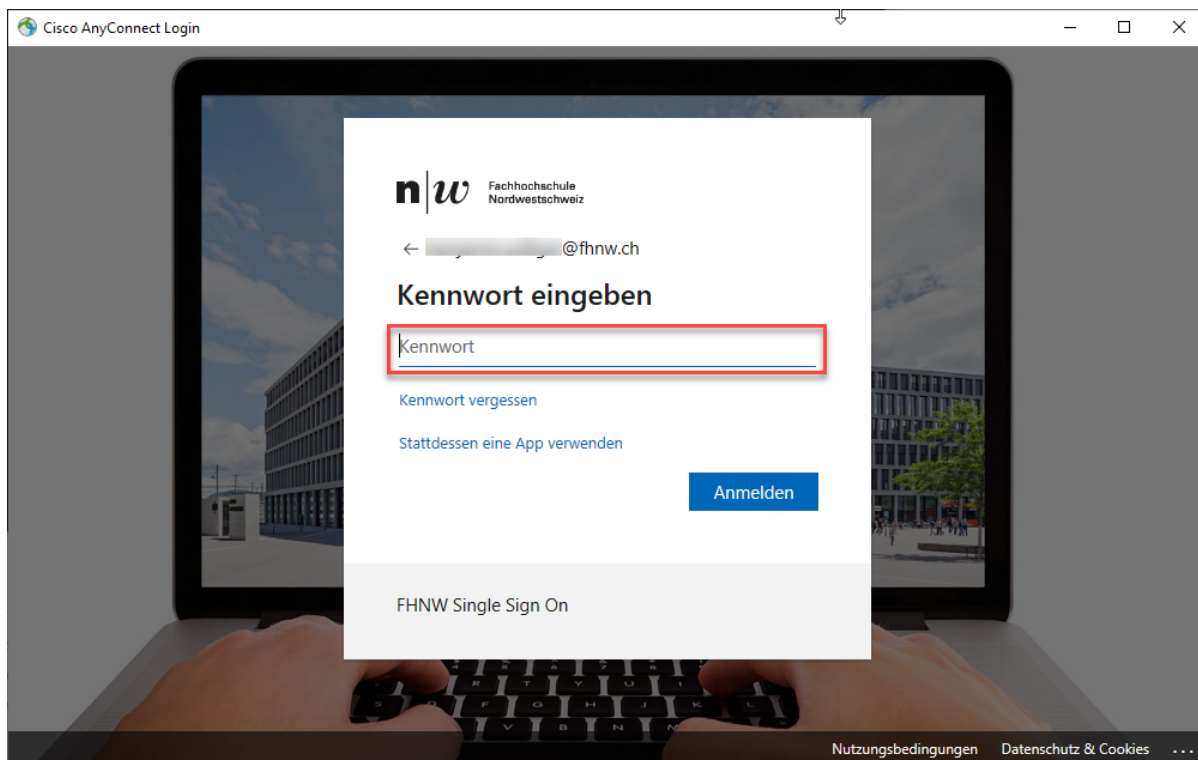 Cisco AnyConnect Login
n|w Fachhochschule
Nordwestschweiz
@fhnw.ch
Kennwort eingeben
Kennwort
Kennwort vergessen
Stattdessen eine App verwenden
Anmelden
FHNW Single Sign On
R T Y U I
S D F G H J K L
V B N M
Nutzungsbedingungen Datenschutz & Cookies ...